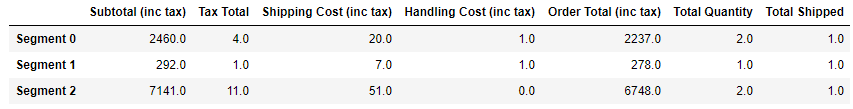 Subtotal (inc tax) Tax Total Shipping Cost (inc tax) Handling Cost (inc tax) Order Total (inc tax) Total Quantity Total Shipped
Segment 0 2460.0 4.0 20.0 1.0 2237.0 2.0 1.0
Segment 1 292.0 1.0 7.0 1.0 278.0 1.0 1.0
Segment 2 7141.0 11.0 51.0 0.0 6748.0 2.0 1.0